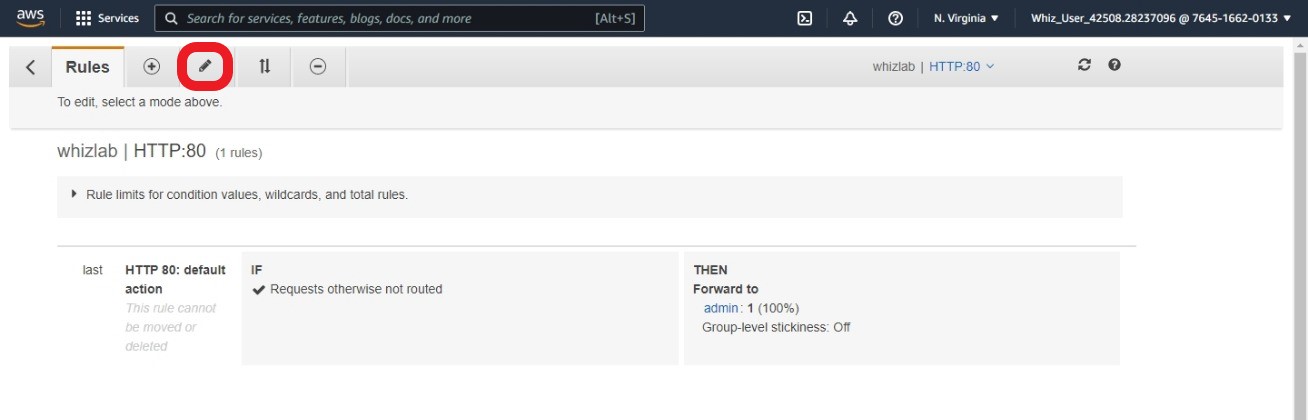 aws Services Search for services, features, blogs, docs, and more [Alt+S] N. Virginia ▼ Whiz_User_42508.28237096 @ 7645-1662-0133 ▼
Rules whizlab | HTTP:80
To edit, select a mode above.
whizlab | HTTP:80 (1 rules)
Rule limits for condition values, wildcards, and total rules.
last HTTP 80: default IF THEN
action Requests otherwise not routed Forward to
This rule cannot admin: 1 (100%)
be moved or Group-level stickiness: Off
deleted